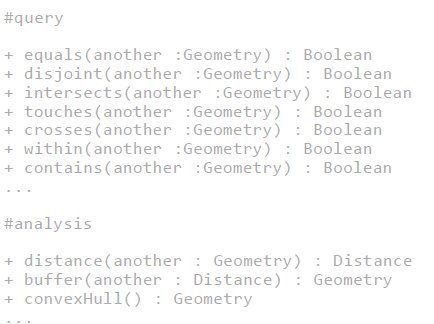 #query
+ equals(another :Geometry) : Boolean
+ disjoint(another :Geometry) : Boolean
+ intersects(another :Geometry) : Boolean
+ touches(another :Geometry) : Boolean
+ crosses(another :Geometry) : Boolean
+ within(another :Geometry) : Boolean
+ contains(another :Geometry) : Boolean
...
#analysis
+ distance(another : Geometry) : Distance
+ buffer(another : Distance) : Geometry
+ convexHull() : Geometry
...